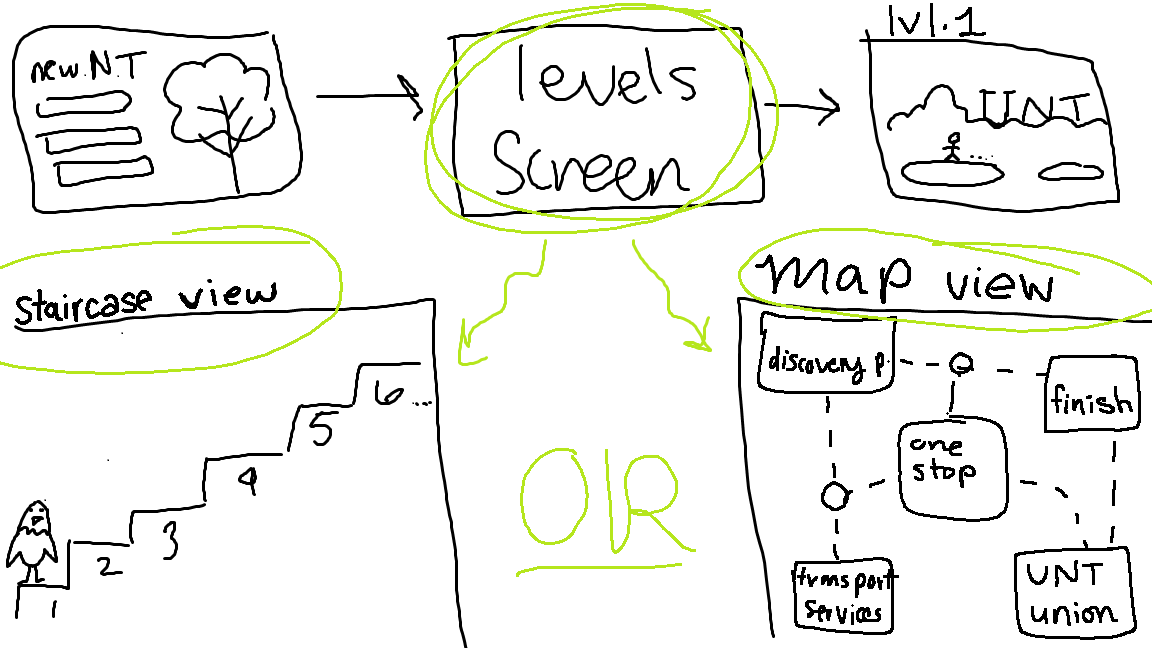 new.N.T
levels
screen
lvl.1
UNT
staircase view
1
2
3
4
5
6...
OR
map view
discovery p.
finish
one
stop
transport
services
UNT
union